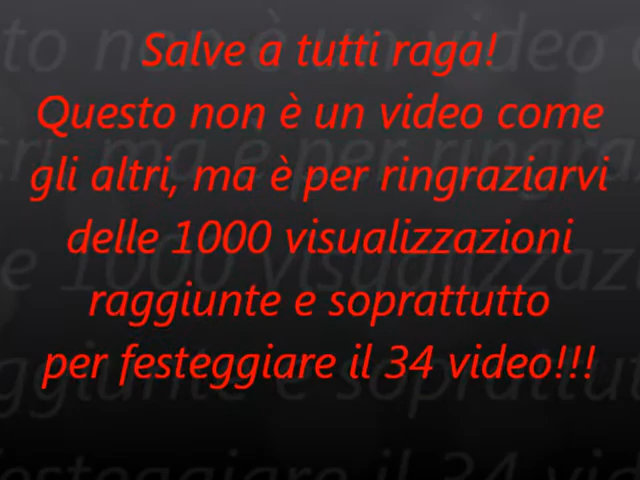 Salve a tutti raga!
Questo non è un video come
gli altri, ma è per ringraziarvi
delle 1000 visualizzazioni
raggiunte e soprattutto
per festeggiare il 34 video!!!